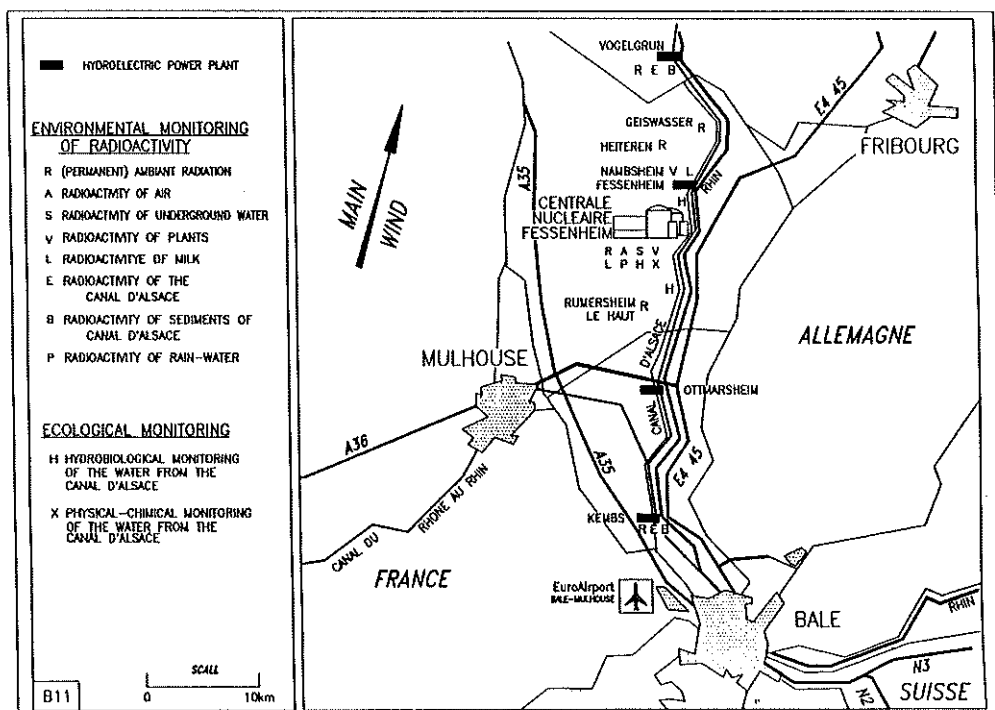 HYDROELECTRIC POWER PLANT
ENVIRONMENTAL MONITORING
OF RADIOACTIVITY
R (PERMANENT) AMBIANT RADIATION
A RADIOACTIVITY OF AIR
S RADIOACTIVITY OF UNDERGROUND WATER
V RADIOACTIVITY OF PLANTS
L RADIOACTIVITYE OF MILK
E RADIOACTIVITY OF THE
CANAL D'ALSACE
B RADIOACTIVITY OF SEDIMENTS OF
CANAL D'ALSACE
P RADIOACTIVITY OF RAIN-WATER
ECOLOGICAL MONITORING
H HYDROBIOLOGICAL MONITORING
OF THE WATER FROM THE
CANAL D'ALSACE
X PHYSICAL-CHIMICAL MONITORING
OF THE WATER FROM THE
CANAL D'ALSACE
SCALL
0 10km
B11
VOGELGRUN
R E B
E4 45
FRIBOURG
GEISWASSER R
HEITEREN R
NAMBSHEIM V L
FESSENHEIM
RHIN
H
A35
MAIN
WIND
CENTRALE
NUCLEAIRE
FESSENHEIM
R A S V
L P H X
H
RUMERSHEIM R
LE HAUT
CANAL D'ALSACE
ALLEMAGNE
MULHOUSE
OTTMARSHEIM
A36
A35
E4 45
CANAL DU RHONE AU RHIN
KEMBS
R E B
FRANCE
EuroAirport
BALE-MULHOUSE
BALE
RHIN
N3
N2
SUISSE